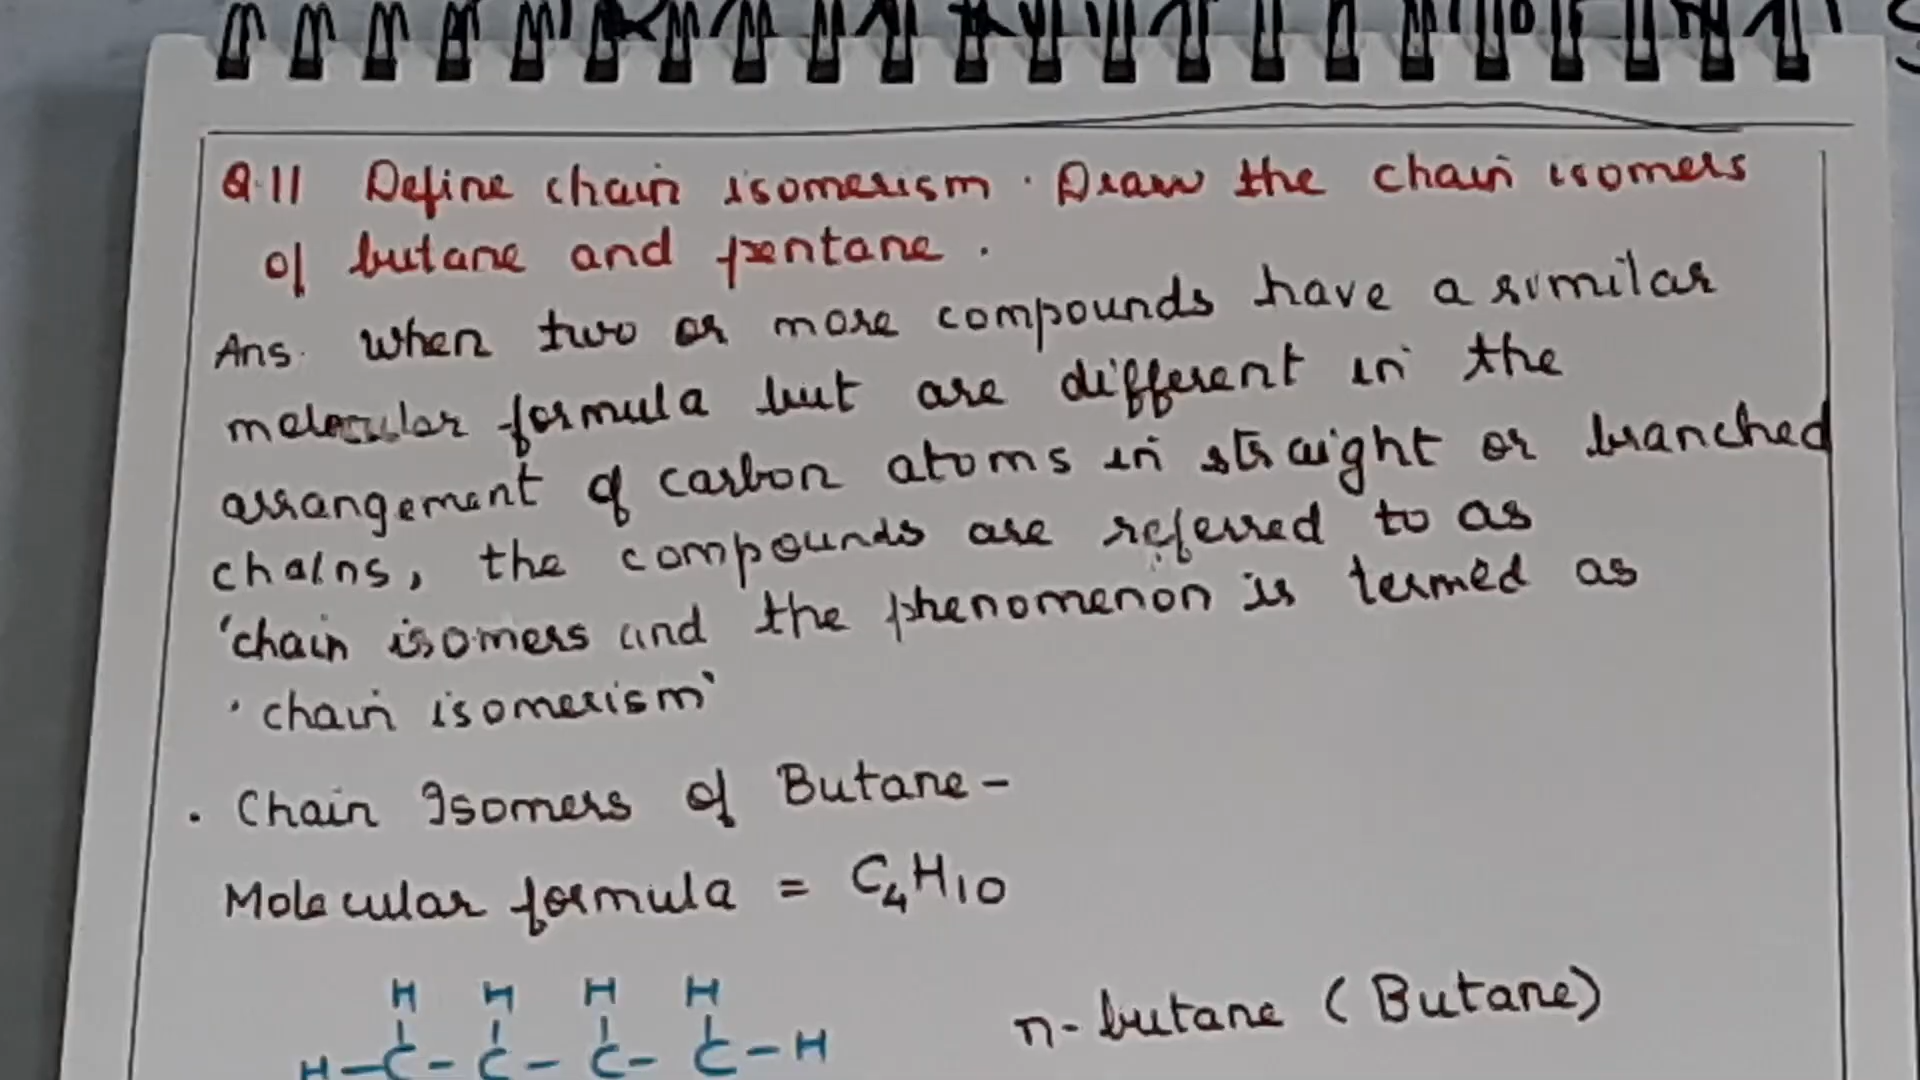 Q.11 Define chain isomerism. Draw the chain isomers
of butane and pentane.
Ans. When two or more compounds have a similar
molecular formula but are different in the
arrangement of carbon atoms in straight or branched
chains, the compounds are referred to as
'chain isomers and the phenomenon is termed as
'chain isomerism'
. Chain Isomers of Butane -
Molecular formula = C₄H₁₀
H H H H
H-C-C-C-C-H n-butane (Butane)